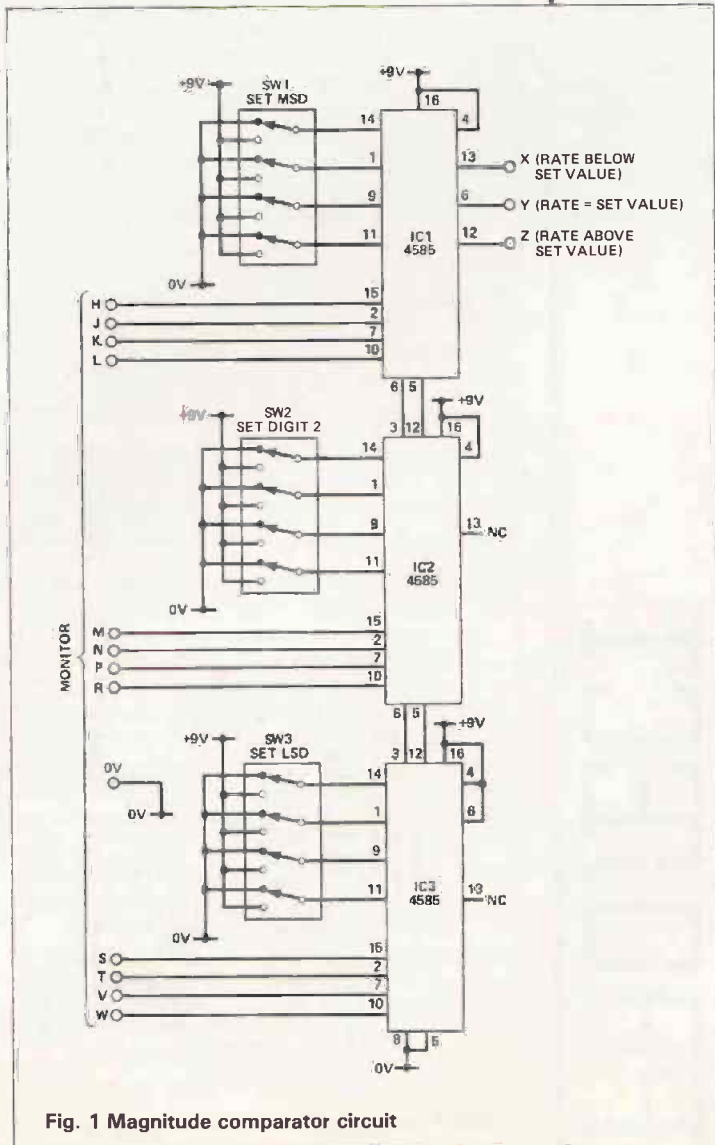 +9V
SW1
SET MSD
+9V
16
14
4
1
13
X (RATE BELOW
SET VALUE)
9
6
Y (RATE = SET VALUE)
11
IC1
4585
12
Z (RATE ABOVE
SET VALUE)
0V
H
15
J
2
K
7
L
10
6 5
+9V
+9V
SW2
SET DIGIT 2
3 12 16
14
4
1
9
13 NC
11
IC2
4585
0V
MONITOR
M
15
N
2
P
7
R
10
6 5
+9V
+9V
SW3
SET LSD
3 12 16
0V
0V
14
4
1
6
9
11
IC3
4585
13 NC
0V
S
15
T
2
V
7
W
10
8 5
0V
Fig. 1 Magnitude comparator circuit